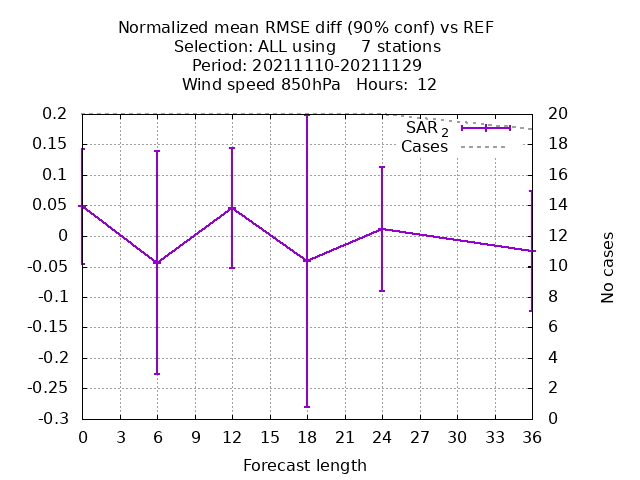 Normalized mean RMSE diff (90% conf) vs REF
Selection: ALL using     7 stations
Period: 20211110-20211129
Wind speed 850hPa   Hours:  12
0.2
0.15
0.1
0.05
0
-0.05
-0.1
-0.15
-0.2
-0.25
-0.3
SAR 2
Cases
20
18
16
14
12
10
8
6
4
2
0
No cases
0 3 6 9 12 15 18 21 24 27 30 33 36
Forecast length